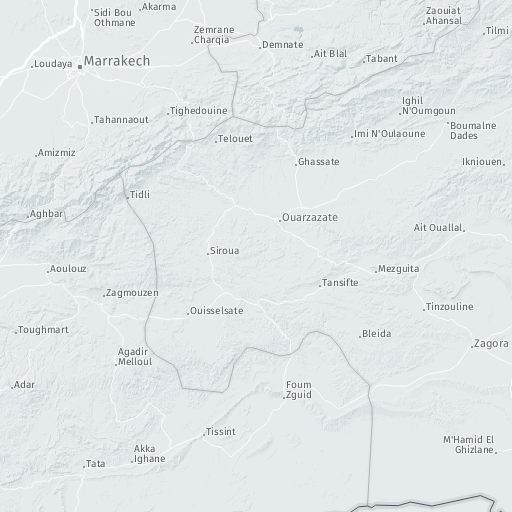 Sidi Bou
Othmane
Akarma
Zaouiat
Ahansal
Tilmi
Zemrane
Charqia
Demnate
Ait Blal
Tabant
Loudaya
Marrakech
Ighil
N'Oumgoun
Tighedouine
Tahannaout
Boumalne
Dades
Imi N'Oulaoune
Telouet
Amizmiz
Ghassate
Ikniouen
Tidli
Aghbar
Ouarzazate
Ait Ouallal
Siroua
Aoulouz
Mezguita
Tansifte
Zagmouzen
Tinzouline
Ouisselsate
Toughmart
Bleida
Zagora
Agadir
Melloul
Adar
Foum
Zguid
Tissint
M'Hamid El
Ghizlane
Akka
Ighane
Tata